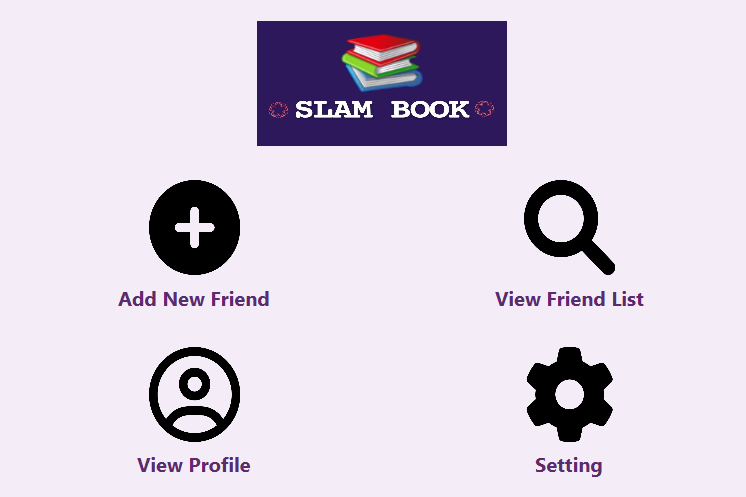 SLAM BOOK
Add New Friend
View Friend List
View Profile
Setting